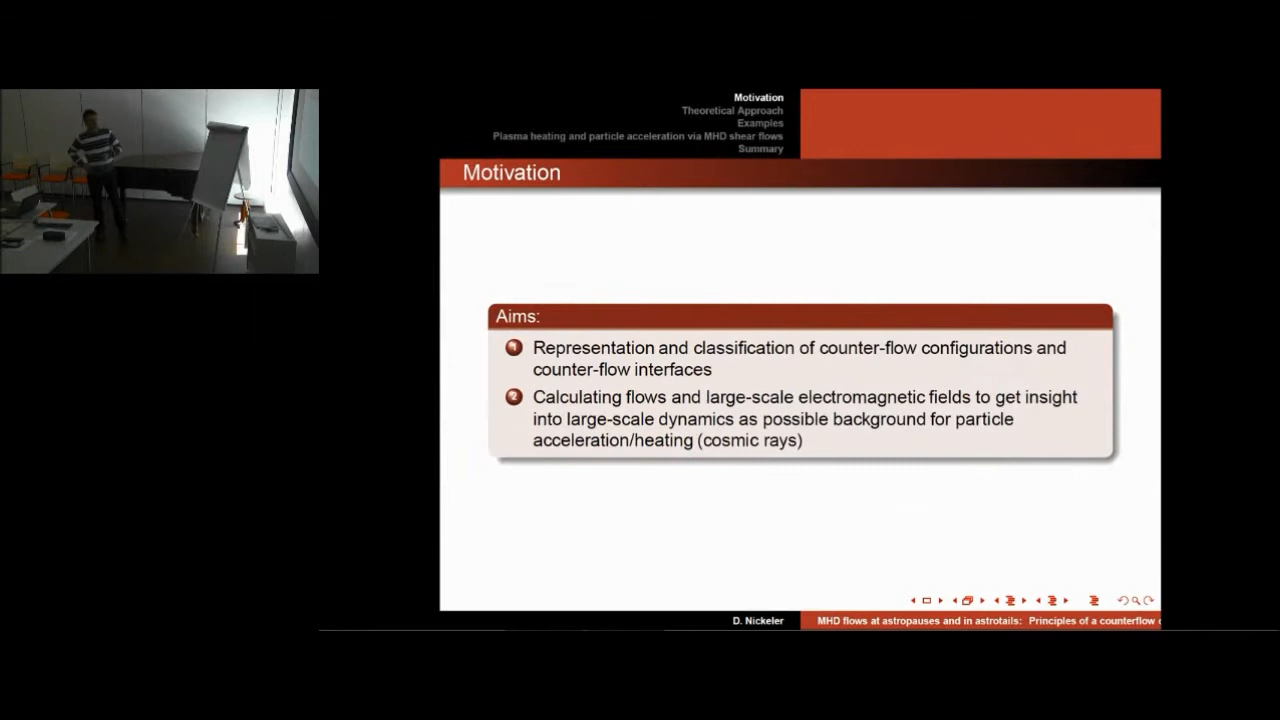 Motivation
Theoretical Approach
Examples
Plasma heating and particle acceleration via MHD shear flows
Summary
Motivation
Aims:
1 Representation and classification of counter-flow configurations and
counter-flow interfaces
2 Calculating flows and large-scale electromagnetic fields to get insight
into large-scale dynamics as possible background for particle
acceleration/heating (cosmic rays)
D. Nickeler
MHD flows at astropauses and in astrotails: Principles of a counterflow